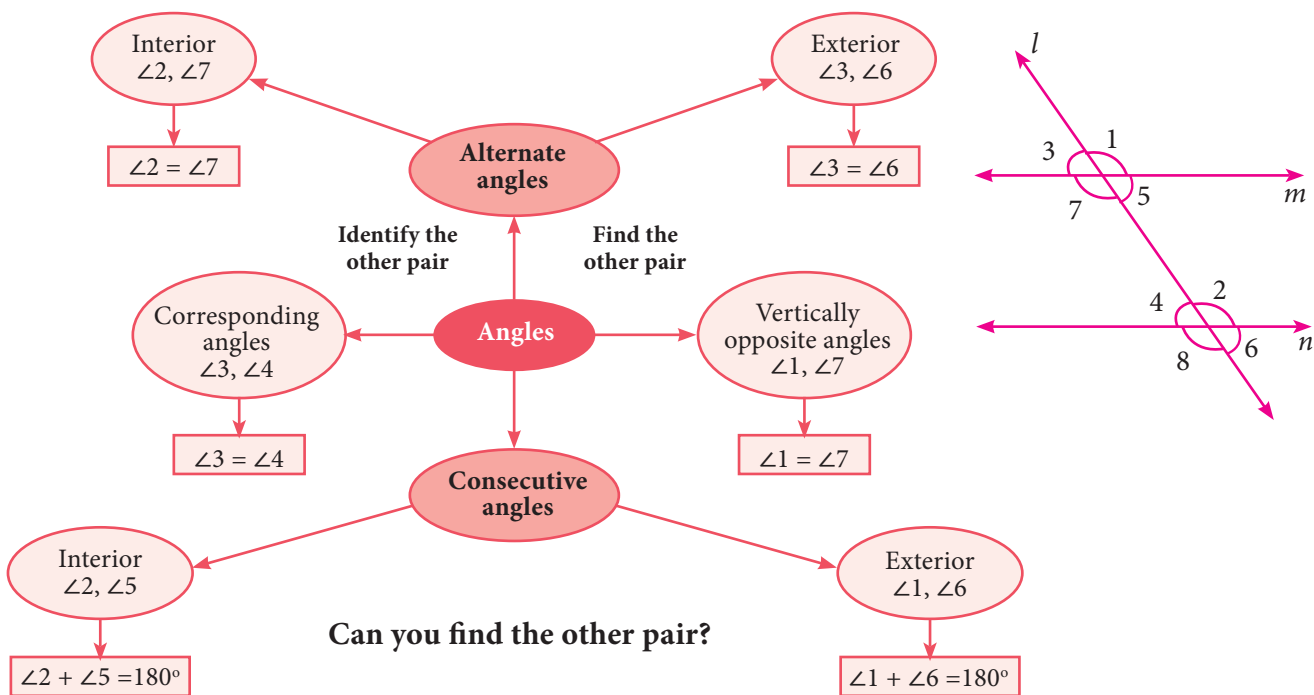 Interior
∠2, ∠7
∠2 = ∠7
Exterior
∠3, ∠6
∠3 = ∠6
Alternate
angles
Identify the
other pair
Find the
other pair
Corresponding
angles
∠3, ∠4
∠3 = ∠4
Angles
Vertically
opposite angles
∠1, ∠7
∠1 = ∠7
Consecutive
angles
Interior
∠2, ∠5
∠2 + ∠5 =180º
Exterior
∠1, ∠6
∠1 + ∠6 =180º
Can you find the other pair?
l
3
1
7
5
m
4
2
8
6
n